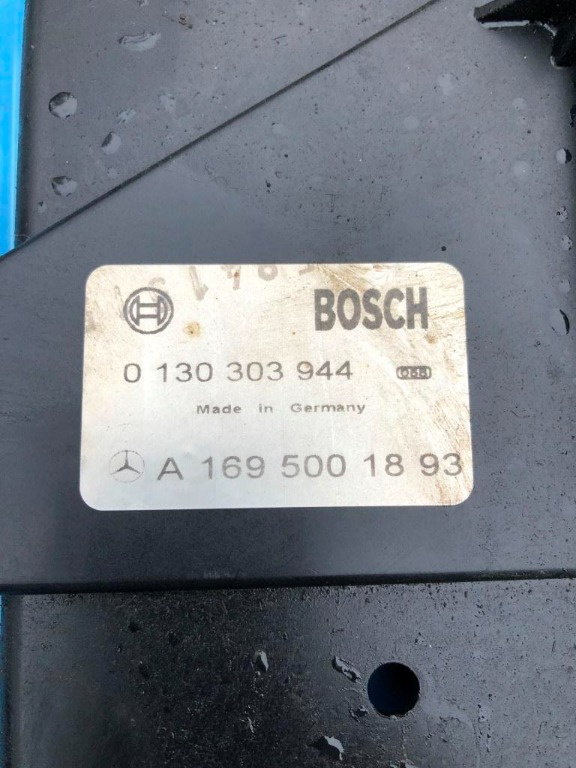 BOSCH
0 130 303 944
Made in Germany
A 169 500 18 93